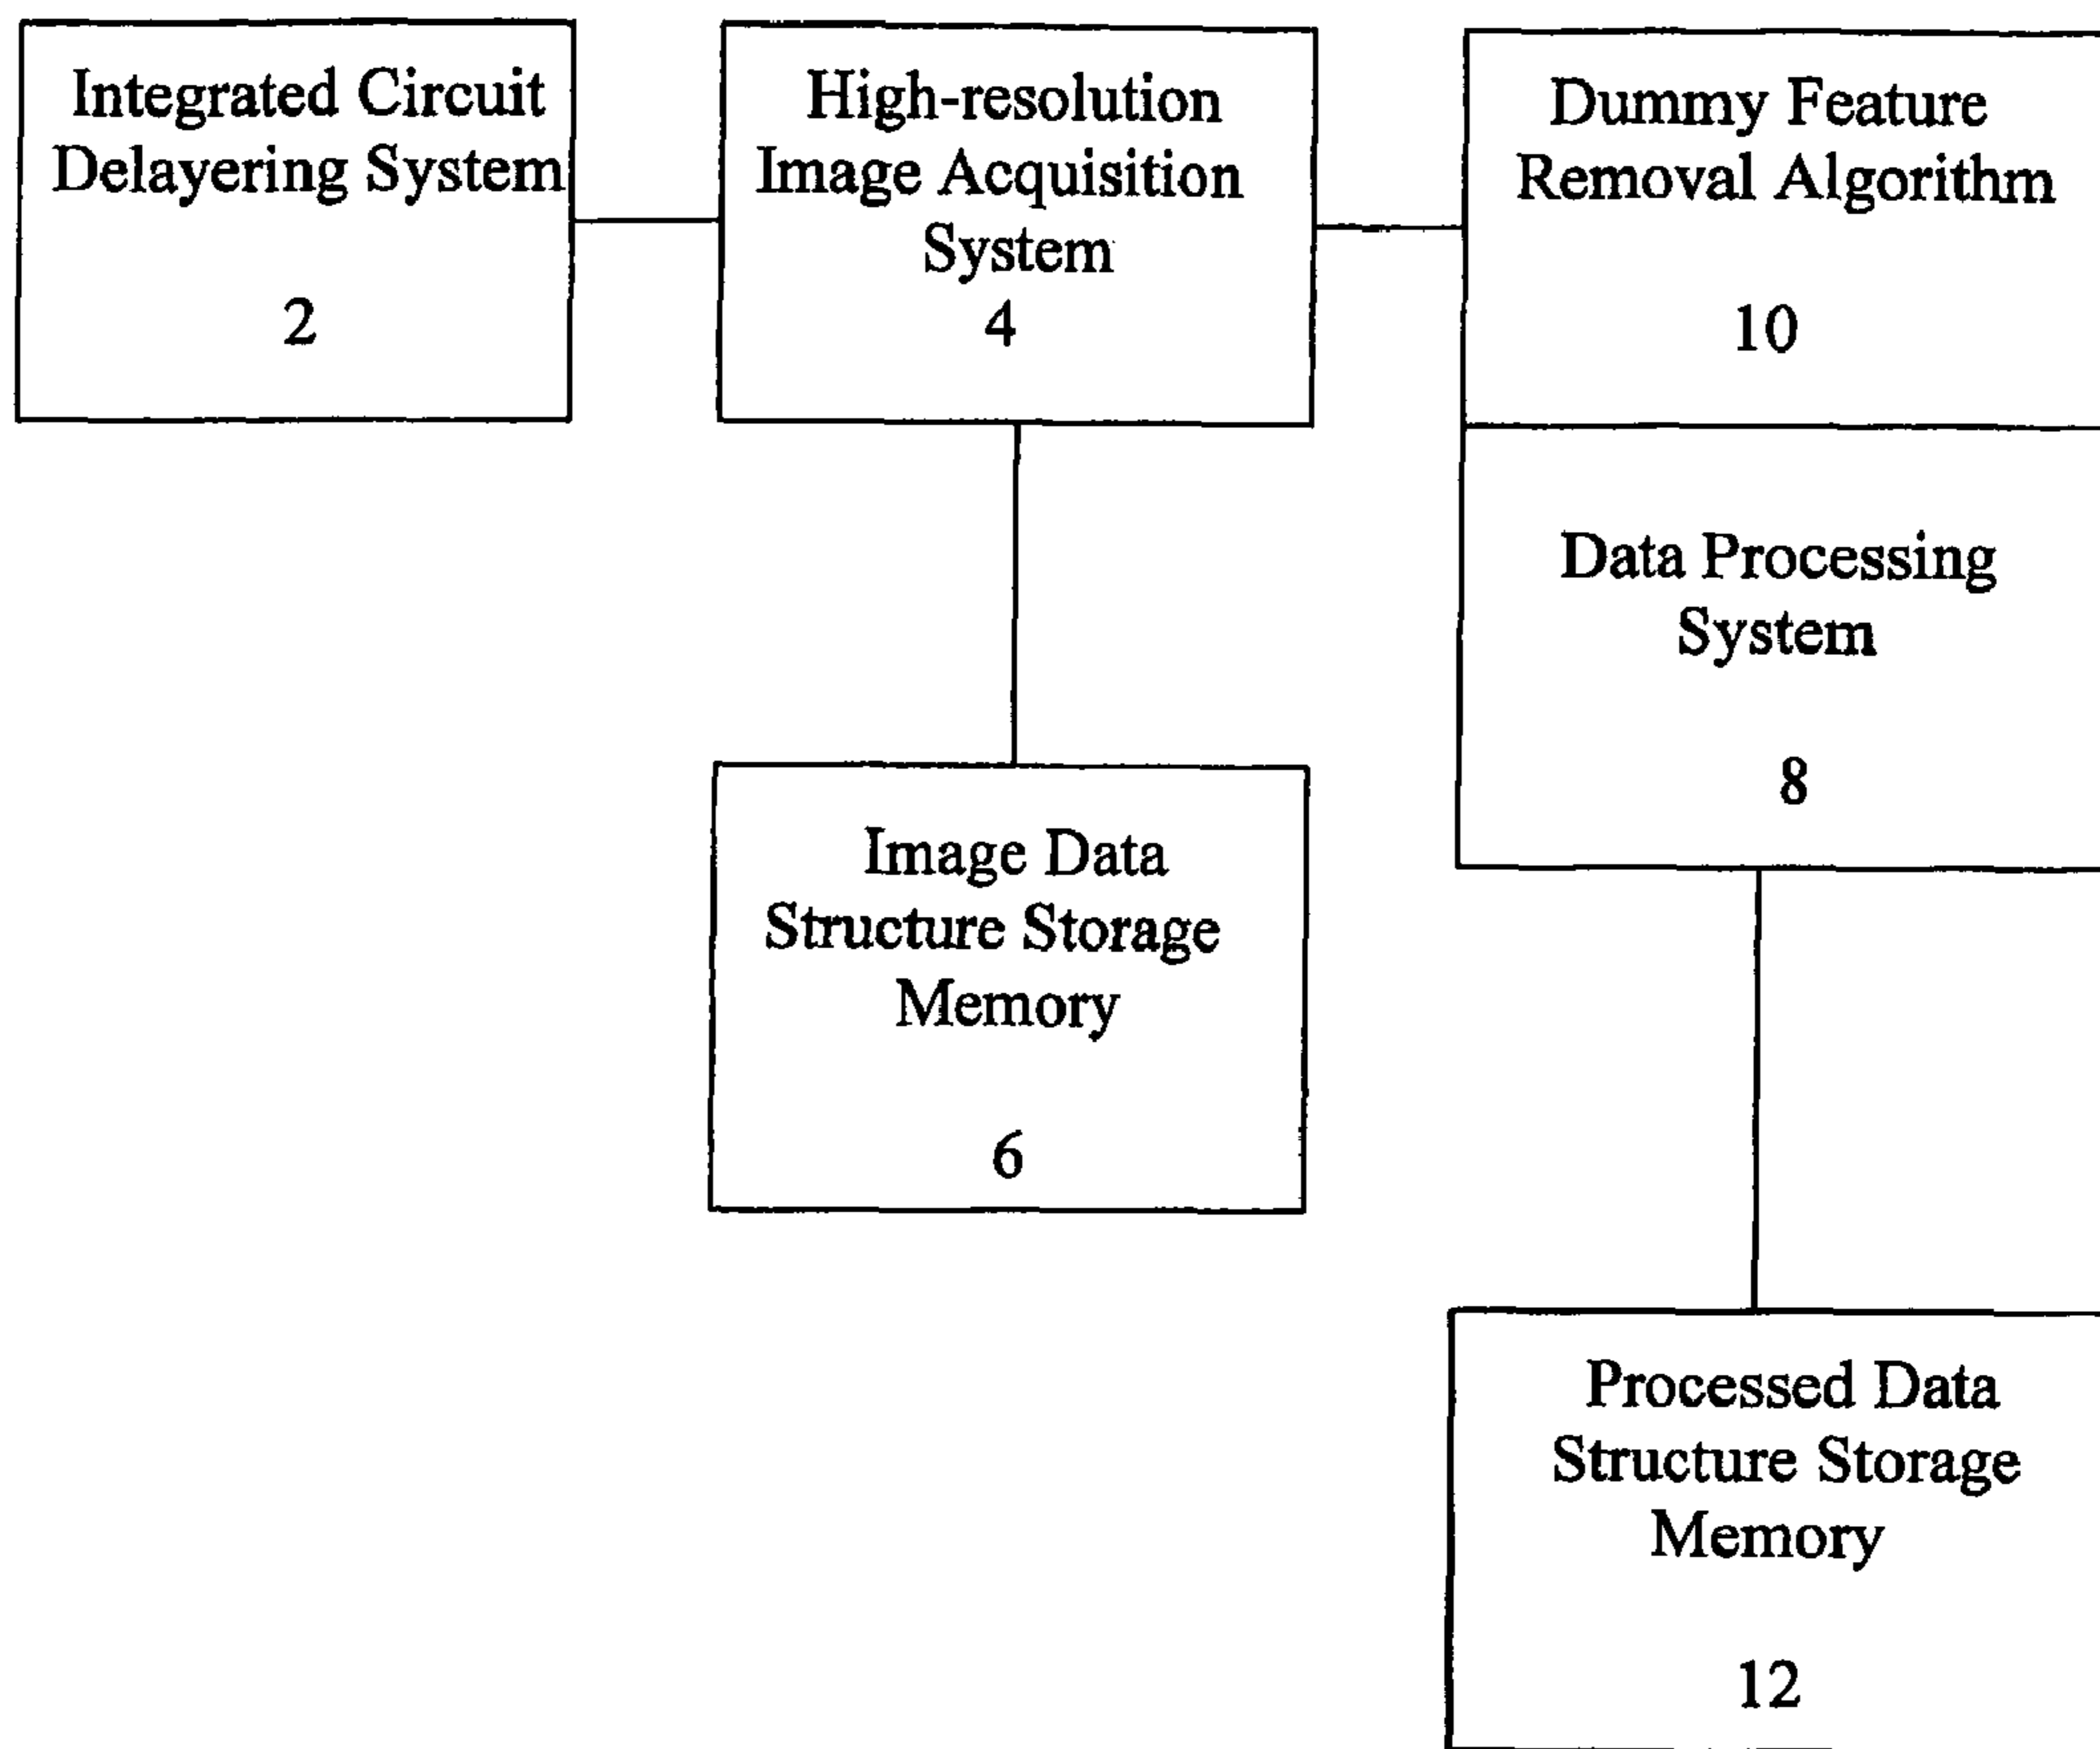 Integrated Circuit
Delayering System
2
High-resolution
Image Acquisition
System
4
Dummy Feature
Removal Algorithm
10
Data Processing
System
8
Image Data
Structure Storage
Memory
6
Processed Data
Structure Storage
Memory
12